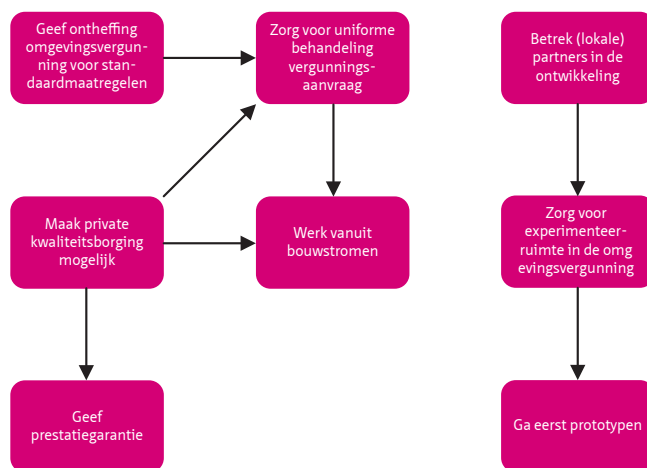 Geef ontheffing
omgevingsvergun-
ning voor stan-
daardmaatregelen
Zorg voor uniforme
behandeling
vergunnings-
aanvraag
Betrek (lokale)
partners in de
ontwikkeling
Maak private
kwaliteitsborging
mogelijk
Werk vanuit
bouwstromen
Zorg voor
experimenteer-
ruimte in de omg
evingsvergunning
Geef
prestatiegarantie
Ga eerst prototypen